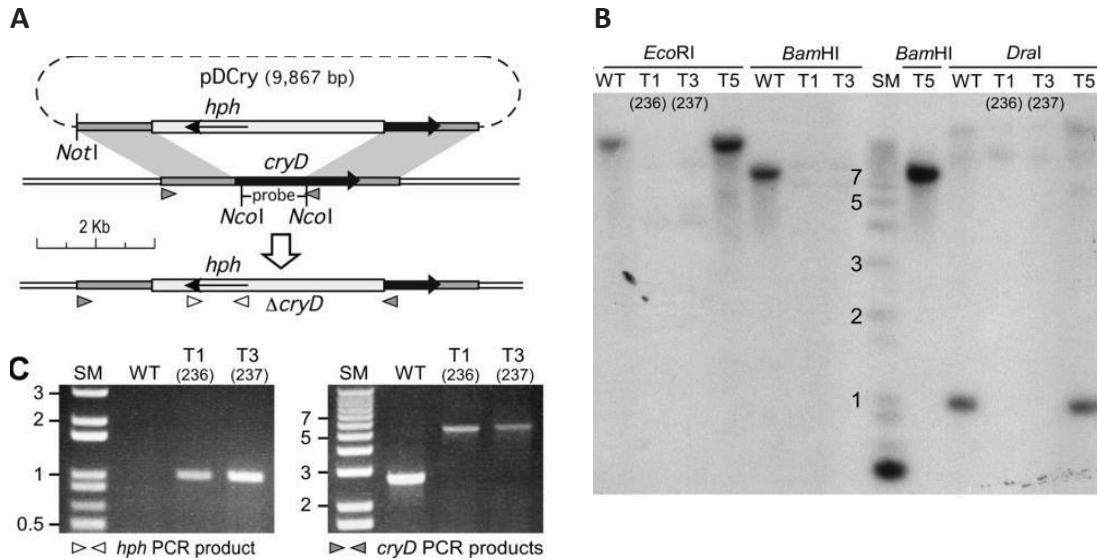 A
pDCry (9,867 bp)
hph
NotI
cryD
probe
NcoI NcoI
2 Kb
hph
ΔcryD
B
EcoRI BamHI BamHI DraI
WT T1 T3 T5 WT T1 T3 SM T5 WT T1 T3 T5
(236) (237) (236) (237)
7
5
3
2
1
C
SM WT T1 T3
(236) (237)
3
2
1
0.5
hph PCR product
SM WT T1 T3
(236) (237)
7
5
3
2
cryD PCR products